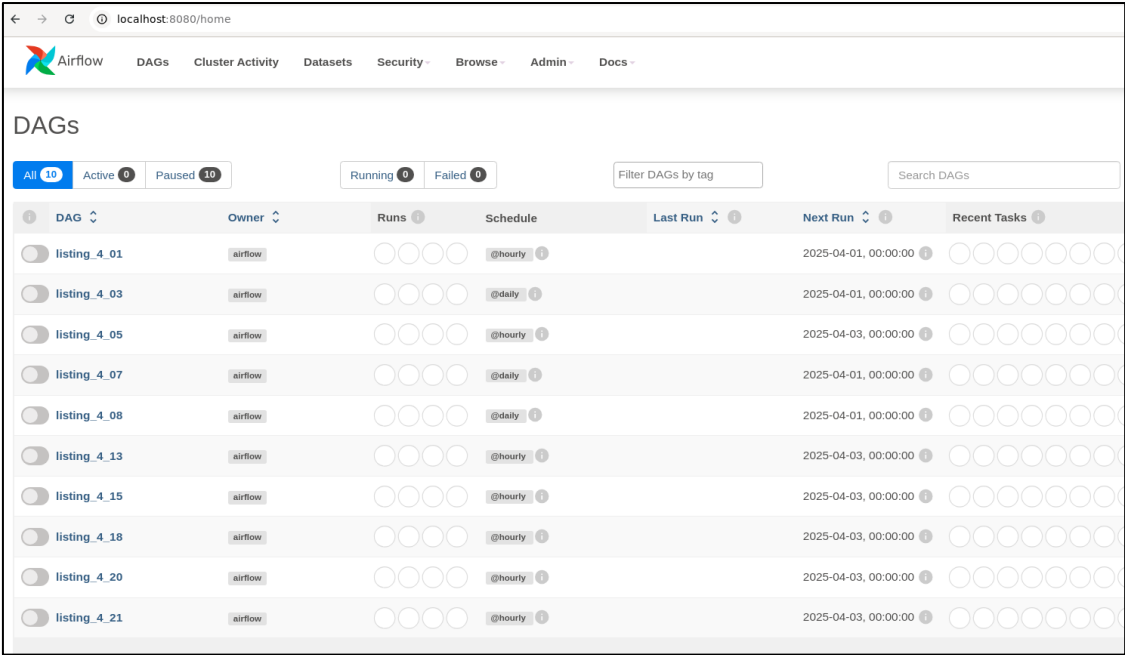 localhost:8080/home
Airflow DAGs Cluster Activity Datasets Security Browse Admin Docs
DAGs
All 10 Active 0 Paused 10 Running 0 Failed 0 Filter DAGs by tag Search DAGs
i DAG Owner Runs i Schedule Last Run i Next Run i Recent Tasks i
listing_4_01 airflow @hourly i 2025-04-01, 00:00:00 i
listing_4_03 airflow @daily i 2025-04-01, 00:00:00 i
listing_4_05 airflow @hourly i 2025-04-03, 00:00:00 i
listing_4_07 airflow @daily i 2025-04-01, 00:00:00 i
listing_4_08 airflow @daily i 2025-04-01, 00:00:00 i
listing_4_13 airflow @hourly i 2025-04-03, 00:00:00 i
listing_4_15 airflow @hourly i 2025-04-03, 00:00:00 i
listing_4_18 airflow @hourly i 2025-04-03, 00:00:00 i
listing_4_20 airflow @hourly i 2025-04-03, 00:00:00 i
listing_4_21 airflow @hourly i 2025-04-03, 00:00:00 i